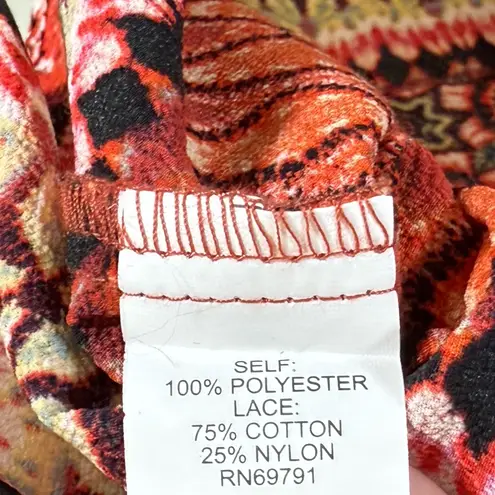 SELF:
100% POLYESTER
LACE:
75% COTTON
25% NYLON
RN69791